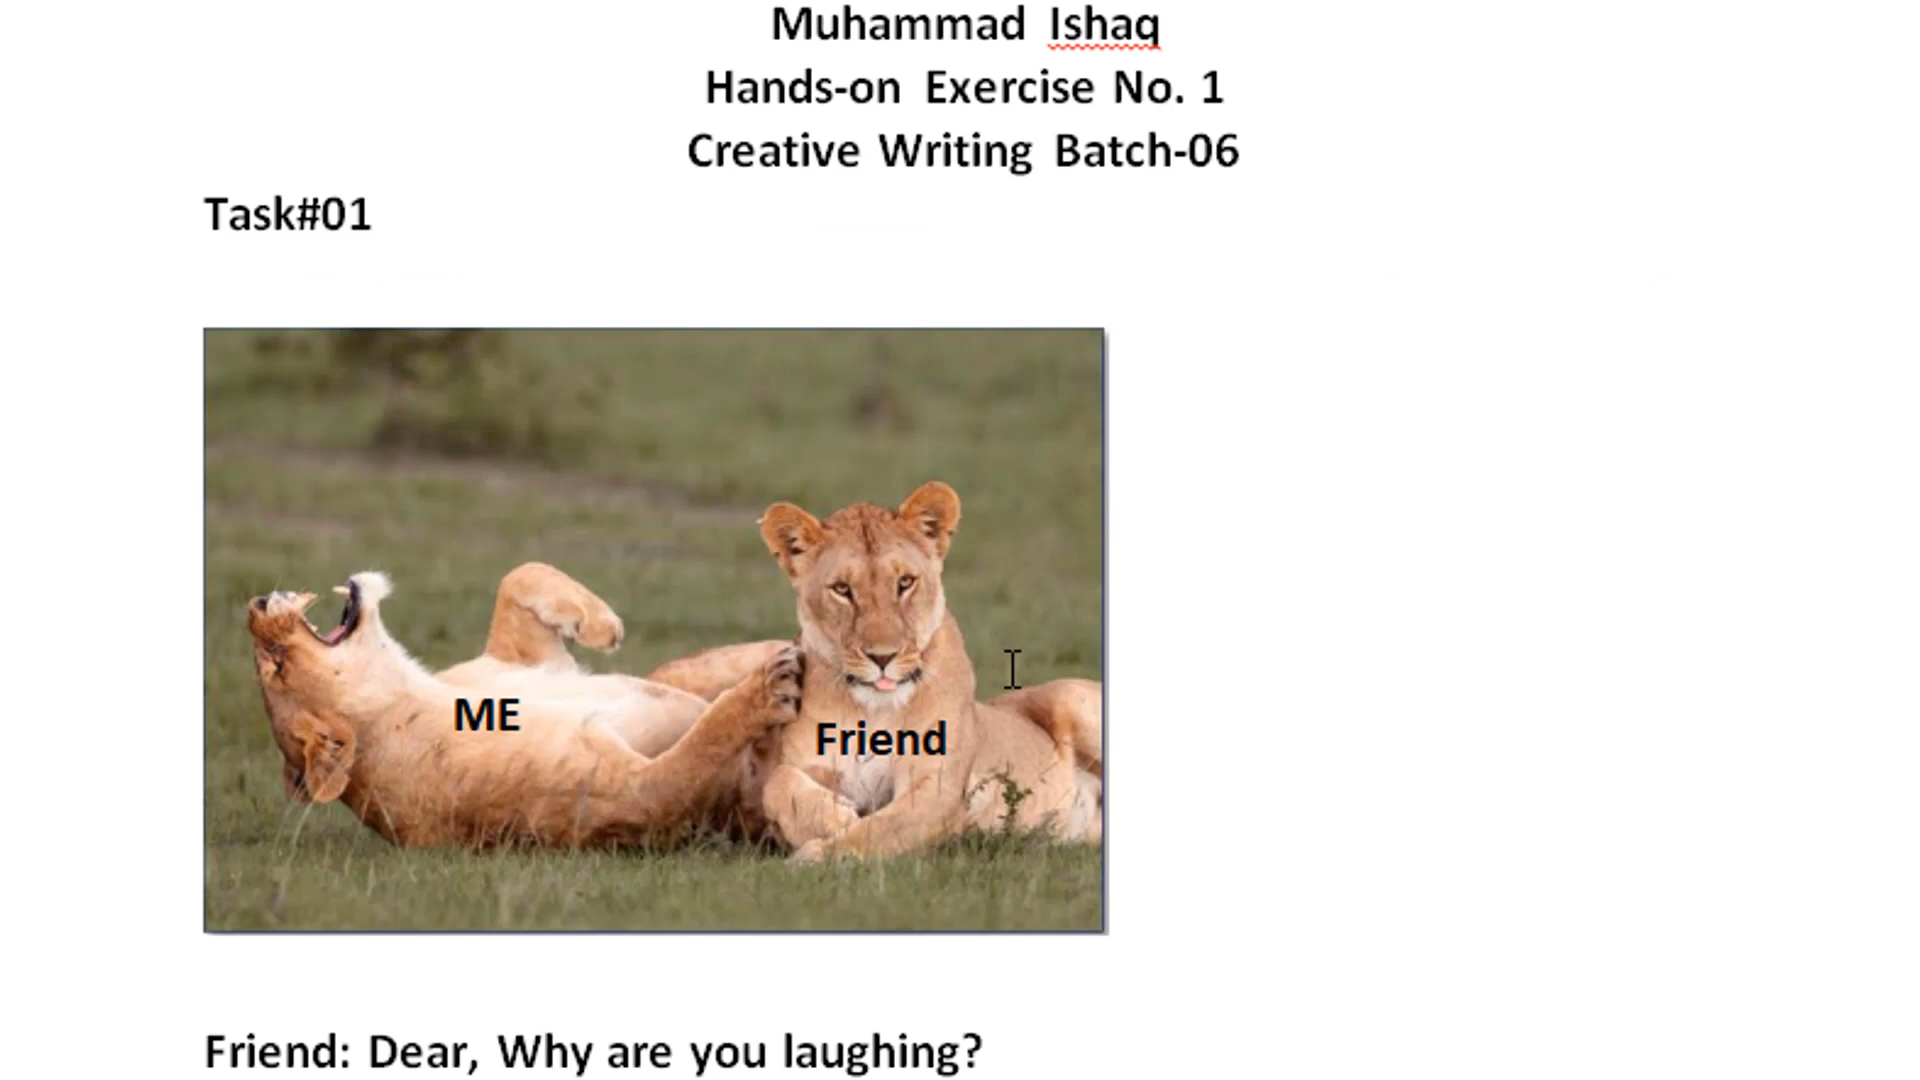 Muhammad Ishaq
Hands-on Exercise No. 1
Creative Writing Batch-06
Task#01
ME
Friend
Friend: Dear, Why are you laughing?